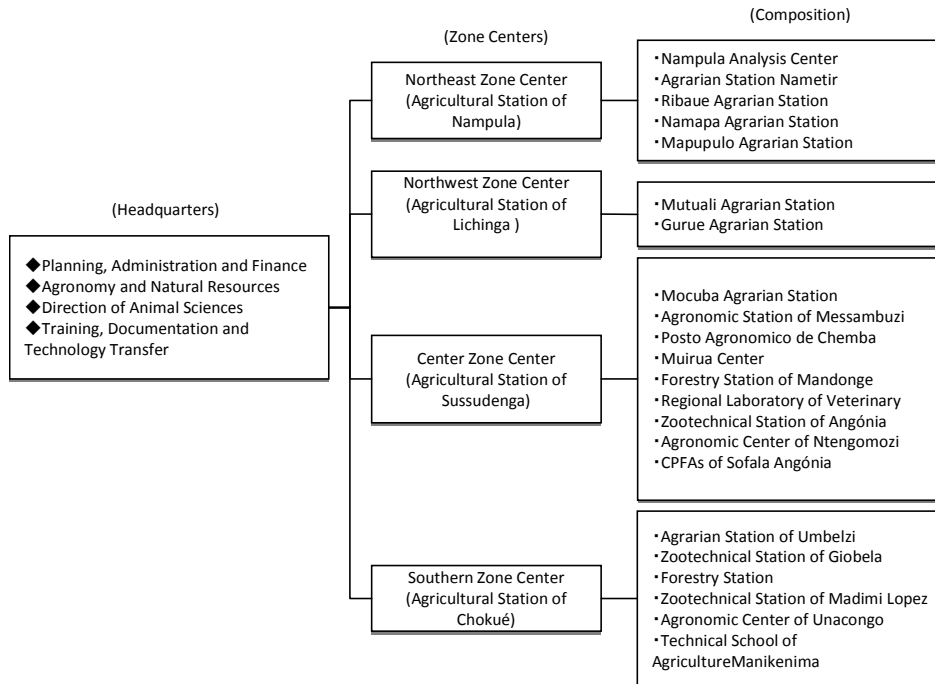 (Headquarters)
◆Planning, Administration and Finance
◆Agronomy and Natural Resources
◆Direction of Animal Sciences
◆Training, Documentation and
Technology Transfer
(Zone Centers)
Northeast Zone Center
(Agricultural Station of
Nampula)
Northwest Zone Center
(Agricultural Station of
Lichinga )
Center Zone Center
(Agricultural Station of
Sussudenga)
Southern Zone Center
(Agricultural Station of
Chokué)
(Composition)
・Nampula Analysis Center
・Agrarian Station Nametir
・Ribaue Agrarian Station
・Namapa Agrarian Station
・Mapupulo Agrarian Station
・Mutuali Agrarian Station
・Gurue Agrarian Station
・Mocuba Agrarian Station
・Agronomic Station of Messambuzi
・Posto Agronomico de Chemba
・Muirua Center
・Forestry Station of Mandonge
・Regional Laboratory of Veterinary
・Zootechnical Station of Angónia
・Agronomic Center of Ntengomozi
・CPFAs of Sofala Angónia
・Agrarian Station of Umbelzi
・Zootechnical Station of Giobela
・Forestry Station
・Zootechnical Station of Madimi Lopez
・Agronomic Center of Unacongo
・Technical School of
AgricultureManikenima